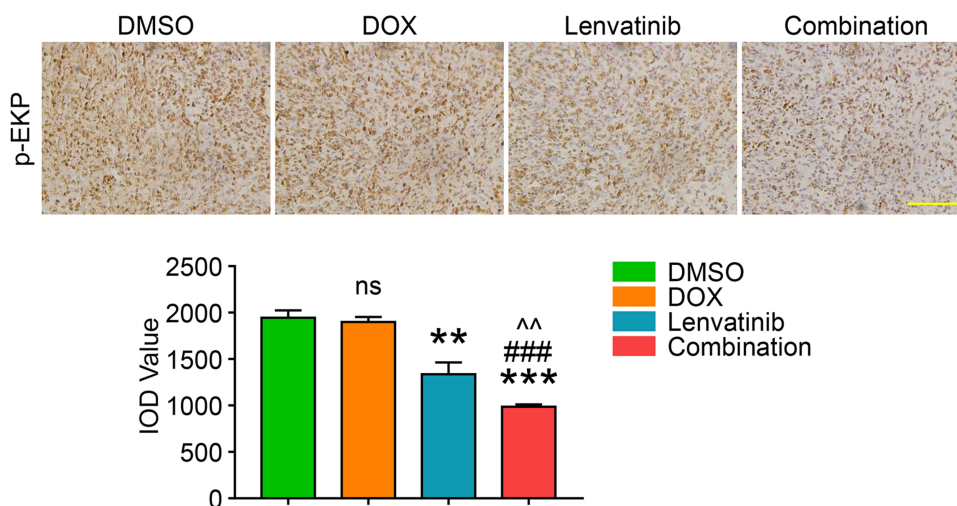 DMSO DOX Lenvatinib Combination
p-EKP
2500
2000
1500
1000
500
0
IOD Value
ns
**
^^
###
***
DMSO
DOX
Lenvatinib
Combination